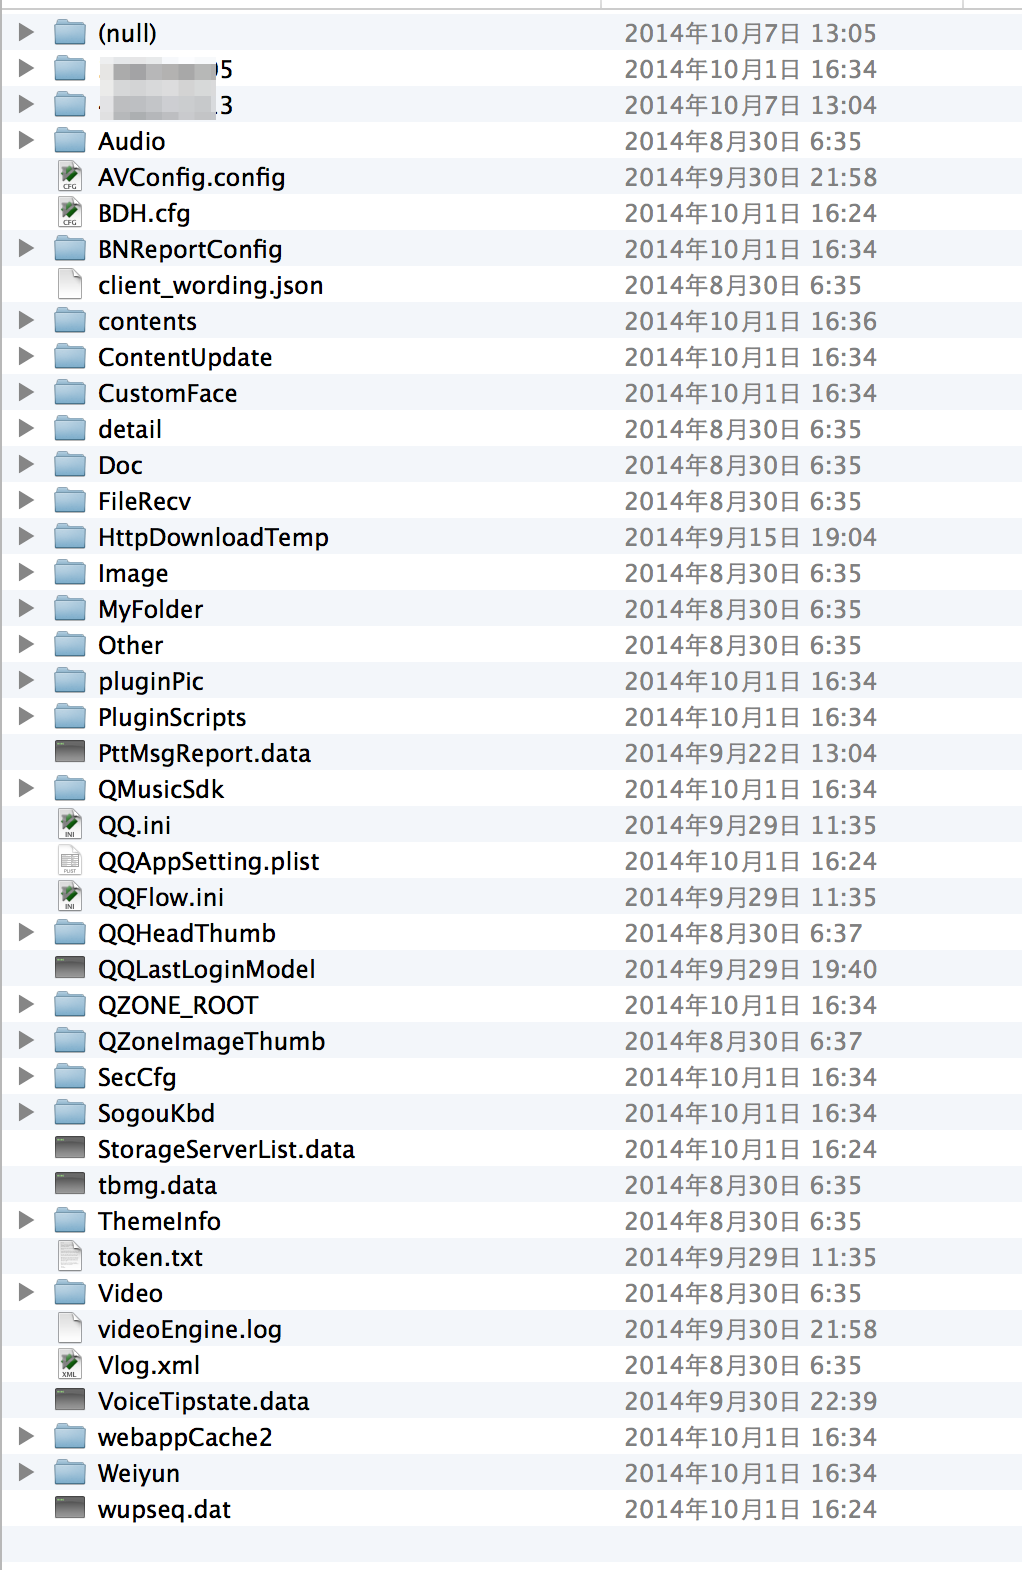 (null) 2014年10月7日 13:05
5 2014年10月1日 16:34
3 2014年10月7日 13:04
Audio 2014年8月30日 6:35
AVConfig.config 2014年9月30日 21:58
BDH.cfg 2014年10月1日 16:24
BNReportConfig 2014年10月1日 16:34
client_wording.json 2014年8月30日 6:35
contents 2014年10月1日 16:36
ContentUpdate 2014年10月1日 16:34
CustomFace 2014年10月1日 16:34
detail 2014年8月30日 6:35
Doc 2014年8月30日 6:35
FileRecv 2014年8月30日 6:35
HttpDownloadTemp 2014年9月15日 19:04
Image 2014年8月30日 6:35
MyFolder 2014年8月30日 6:35
Other 2014年8月30日 6:35
pluginPic 2014年10月1日 16:34
PluginScripts 2014年10月1日 16:34
PttMsgReport.data 2014年9月22日 13:04
QMusicSdk 2014年10月1日 16:34
QQ.ini 2014年9月29日 11:35
QQAppSetting.plist 2014年10月1日 16:24
QQFlow.ini 2014年9月29日 11:35
QQHeadThumb 2014年8月30日 6:37
QQLastLoginModel 2014年9月29日 19:40
QZONE_ROOT 2014年10月1日 16:34
QZoneImageThumb 2014年8月30日 6:37
SecCfg 2014年10月1日 16:34
SogouKbd 2014年10月1日 16:34
StorageServerList.data 2014年10月1日 16:24
tbmg.data 2014年8月30日 6:35
ThemeInfo 2014年8月30日 6:35
token.txt 2014年9月29日 11:35
Video 2014年8月30日 6:35
videoEngine.log 2014年9月30日 21:58
Vlog.xml 2014年8月30日 6:35
VoiceTipstate.data 2014年9月30日 22:39
webappCache2 2014年10月1日 16:34
Weiyun 2014年10月1日 16:34
wupseq.dat 2014年10月1日 16:24